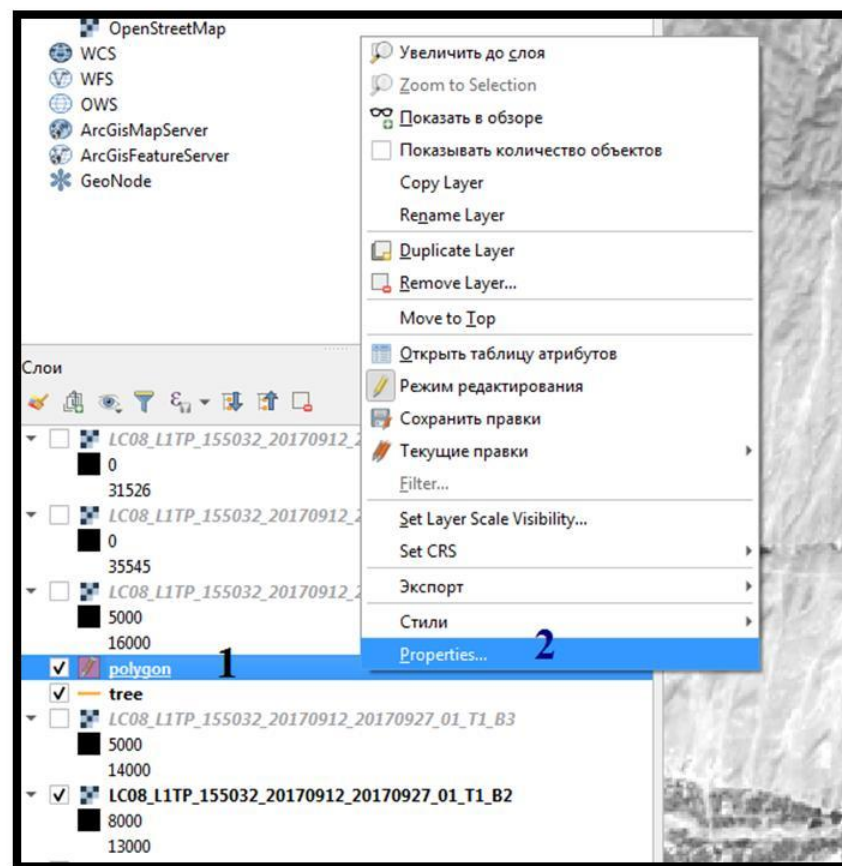 OpenStreetMap
WCS
WFS
OWS
ArcGisMapServer
ArcGisFeatureServer
GeoNode
Увеличить до слоя
Zoom to Selection
Показать в обзоре
Показывать количество объектов
Copy Layer
Rename Layer
Duplicate Layer
Remove Layer...
Move to Top
Открыть таблицу атрибутов
Режим редактирования
Сохранить правки
Текущие правки
Filter...
Set Layer Scale Visibility...
Set CRS
Экспорт
Стили
Properties... 2
Слои
LC08_L1TP_155032_20170912_2
0
31526
LC08_L1TP_155032_20170912_2
0
35545
LC08_L1TP_155032_20170912_2
5000
16000
polygon 1
tree
LC08_L1TP_155032_20170912_20170927_01_T1_B3
5000
14000
LC08_L1TP_155032_20170912_20170927_01_T1_B2
8000
13000